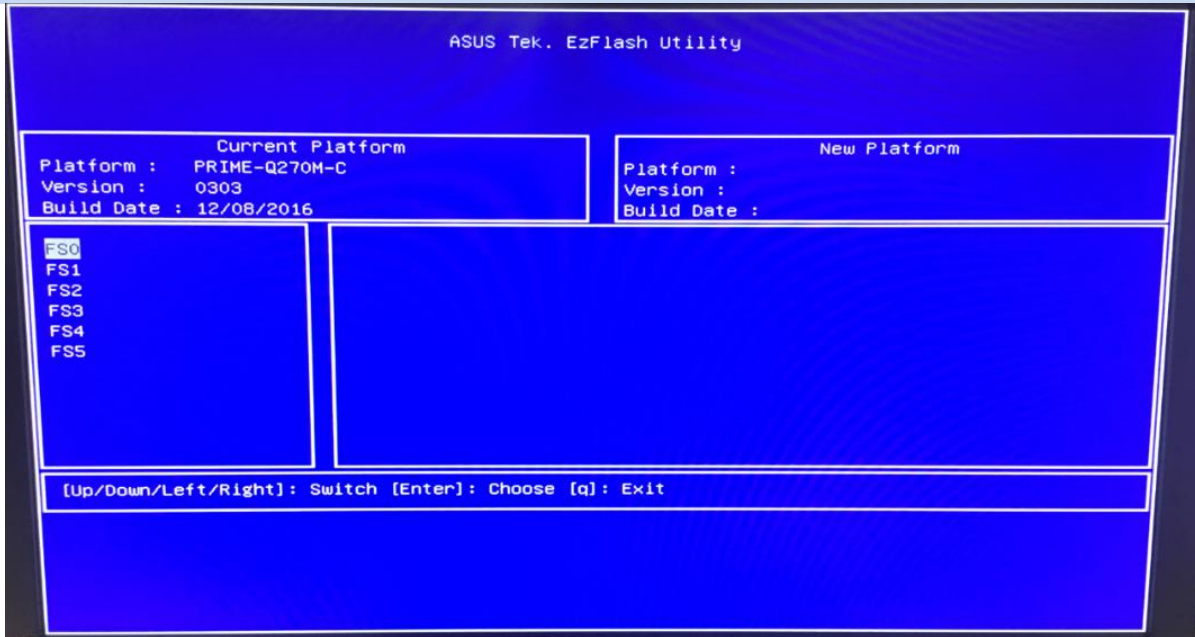 ASUS Tek. EzFlash Utility
Current Platform
Platform : PRIME-Q270M-C
Version : 0303
Build Date : 12/08/2016
New Platform
Platform :
Version :
Build Date :
FS0
FS1
FS2
FS3
FS4
FS5
[Up/Down/Left/Right]: Switch [Enter]: Choose [q]: Exit